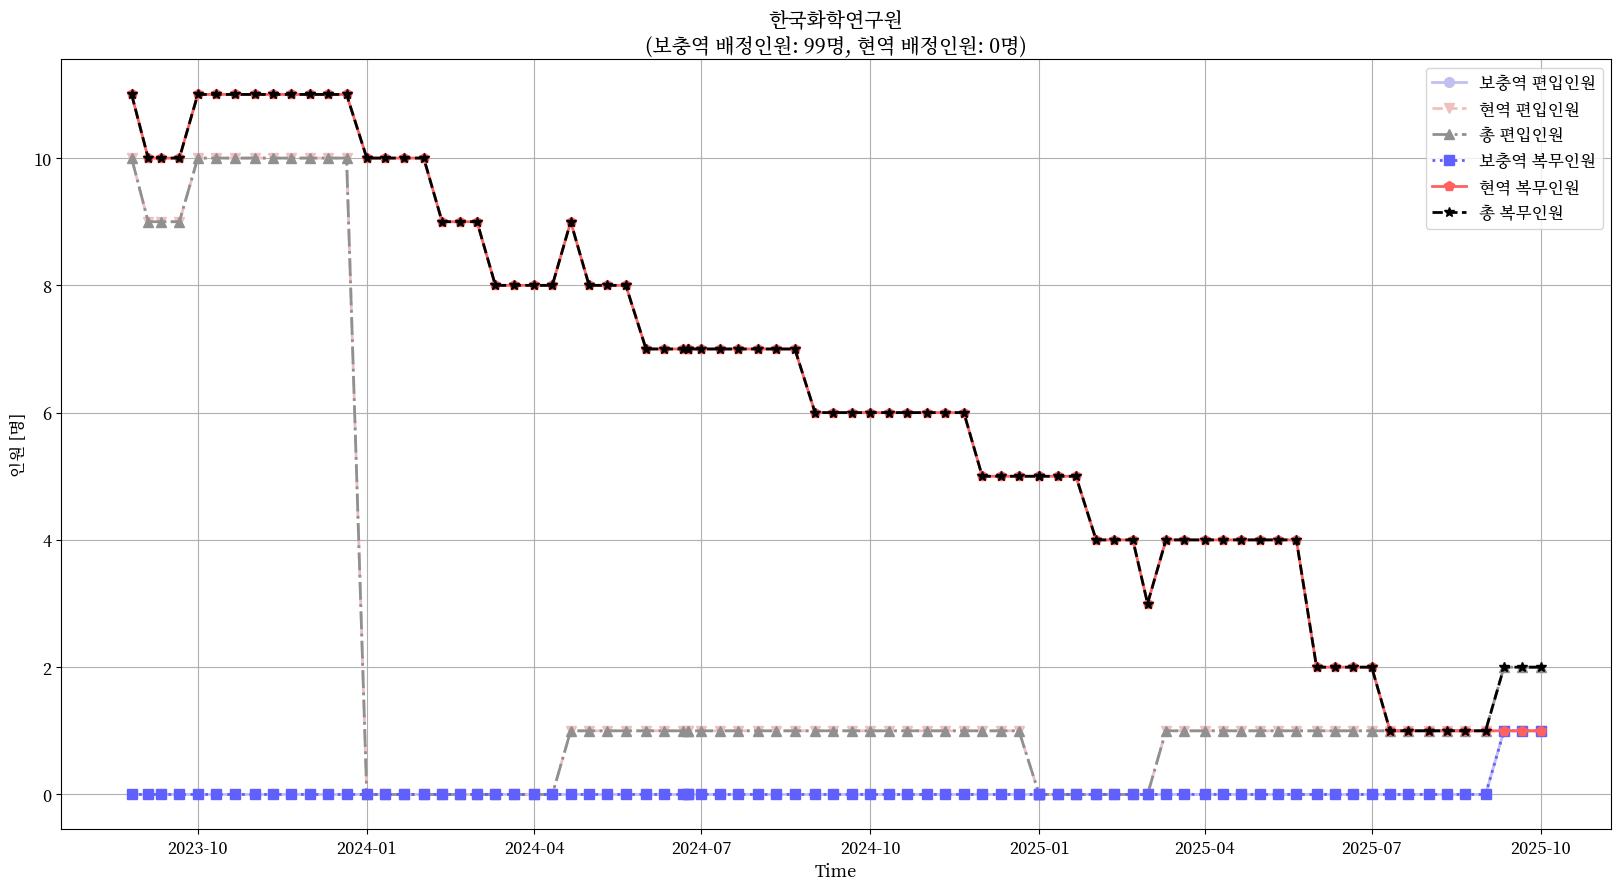 한국화학연구원
(보충역 배정인원: 99명, 현역 배정인원: 0명)
보충역 편입인원
현역 편입인원
총 편입인원
보충역 복무인원
현역 복무인원
총 복무인원
인원 [명]
10
8
6
4
2
0
2023-10
2024-01
2024-04
2024-07
2024-10
2025-01
2025-04
2025-07
2025-10
Time